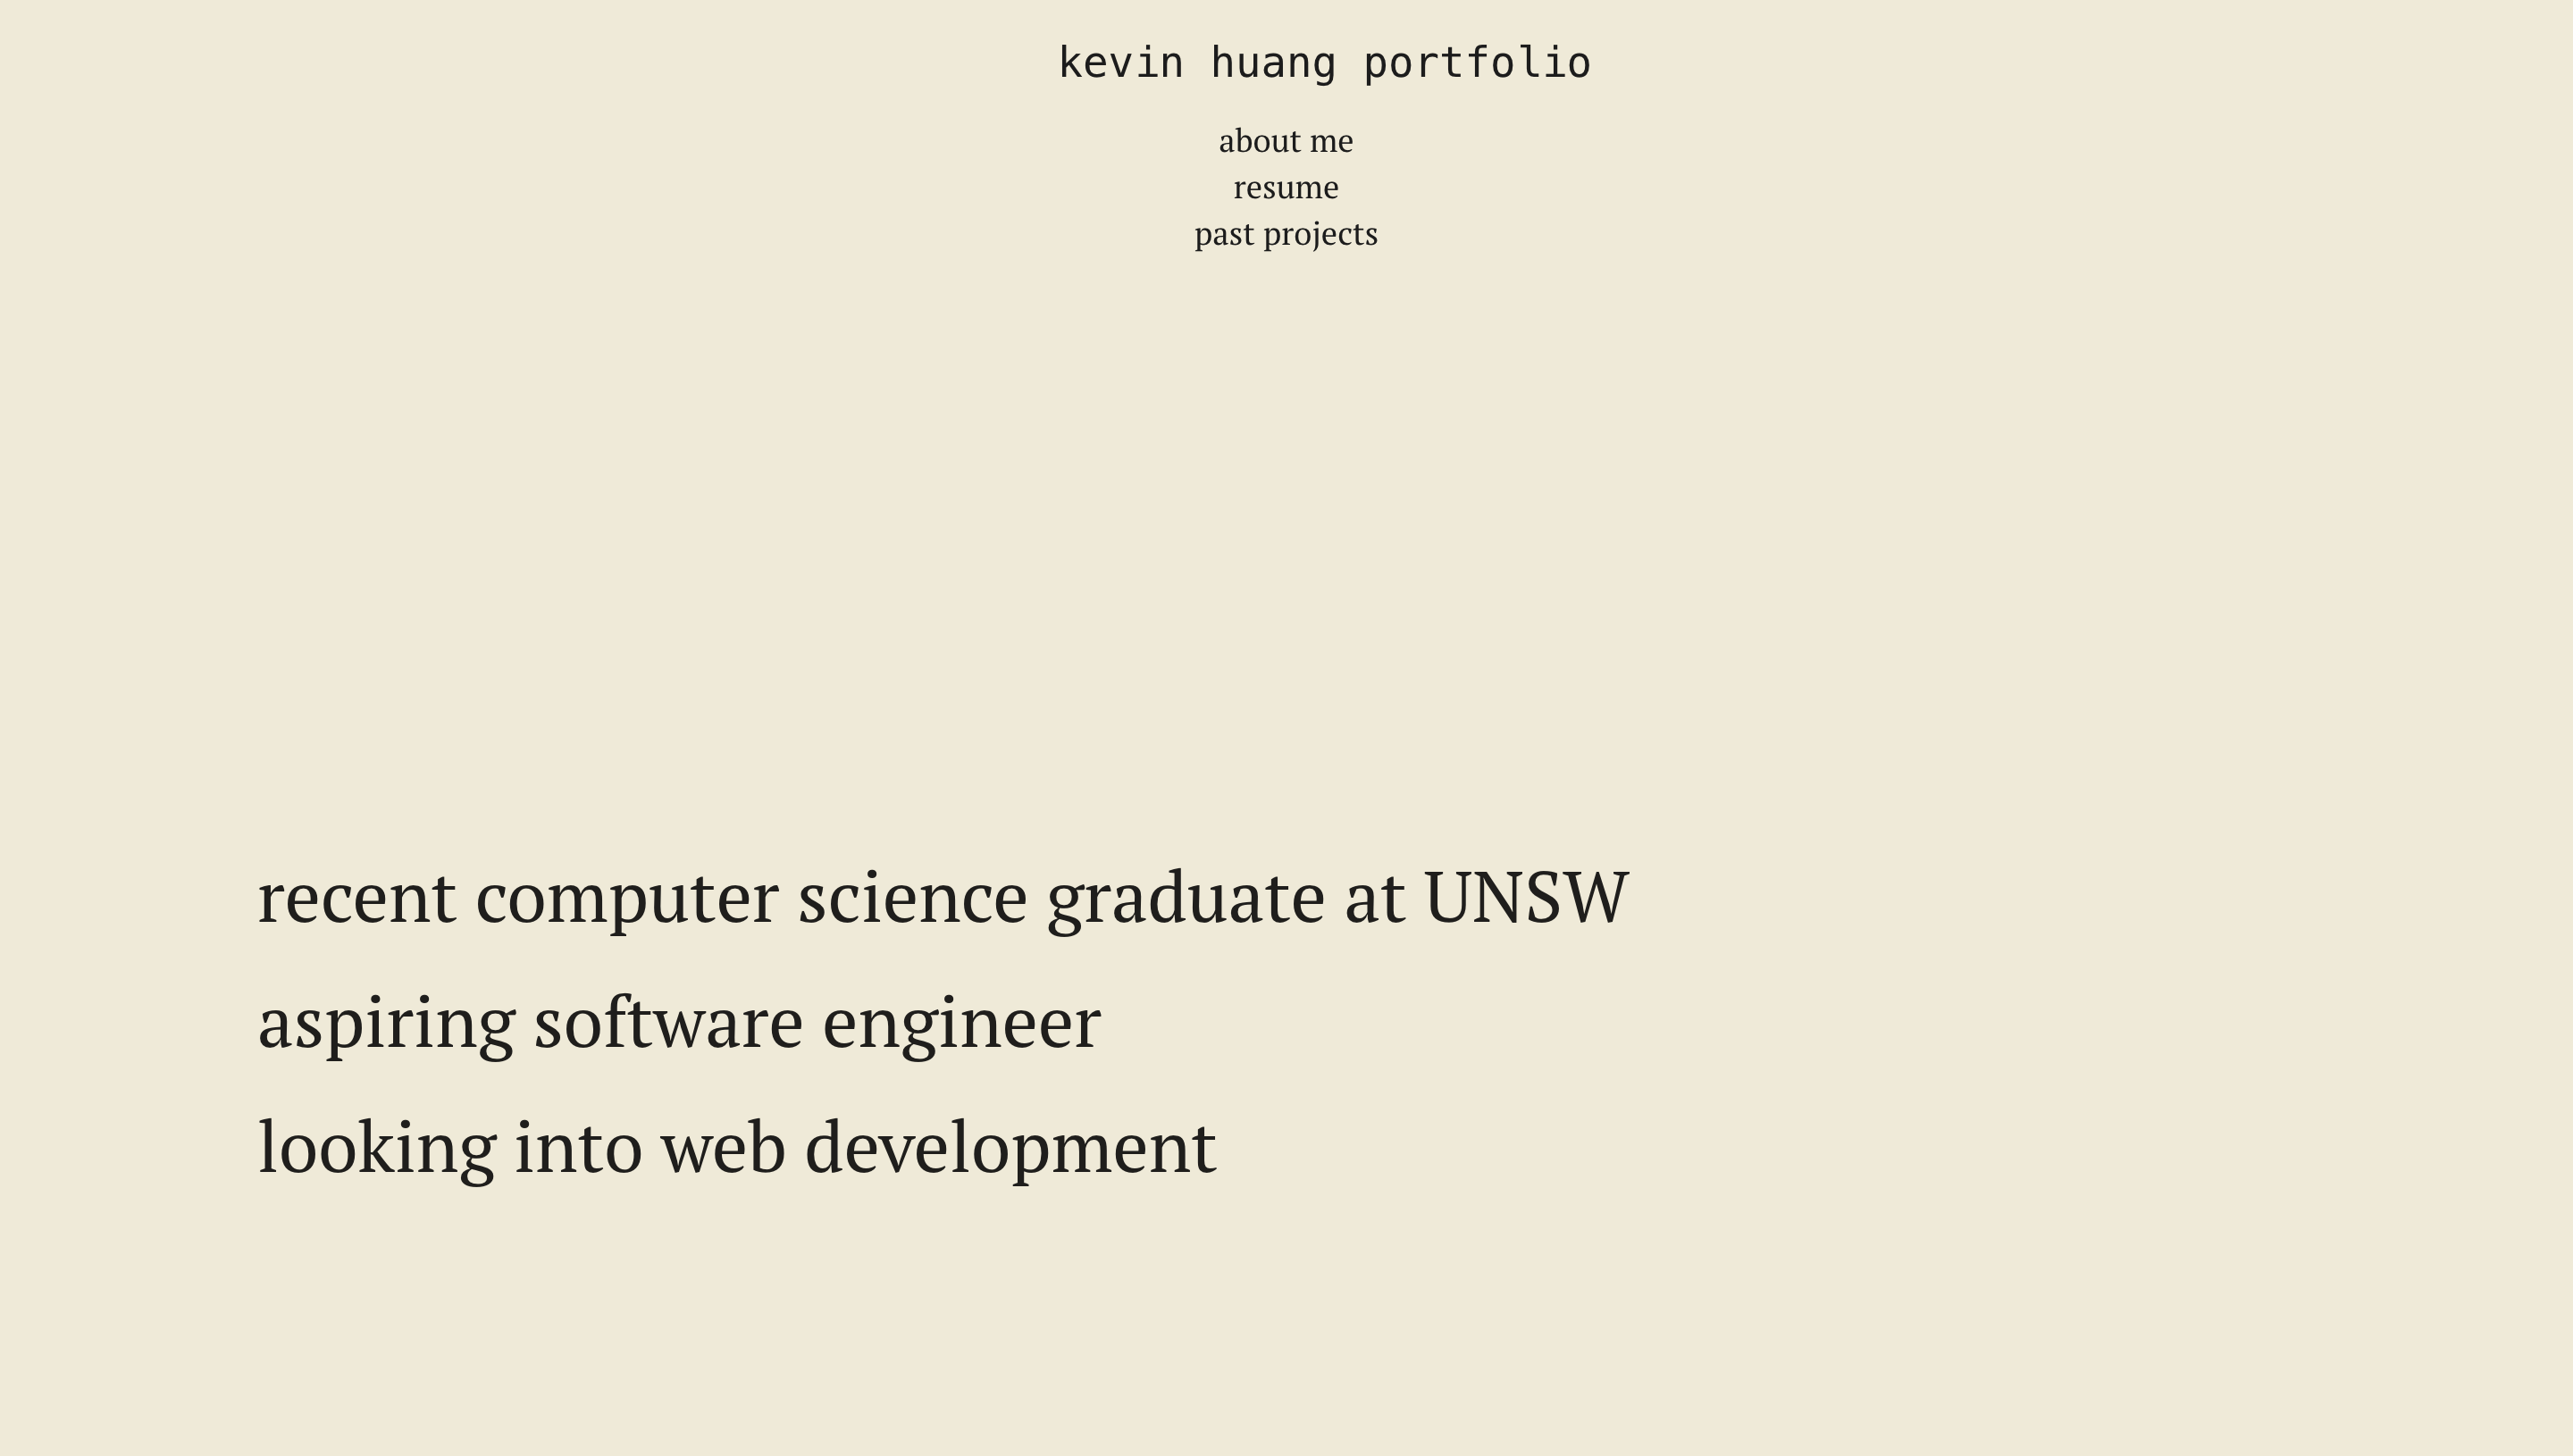 kevin huang portfolio
about me
resume
past projects
recent computer science graduate at UNSW
aspiring software engineer
looking into web development